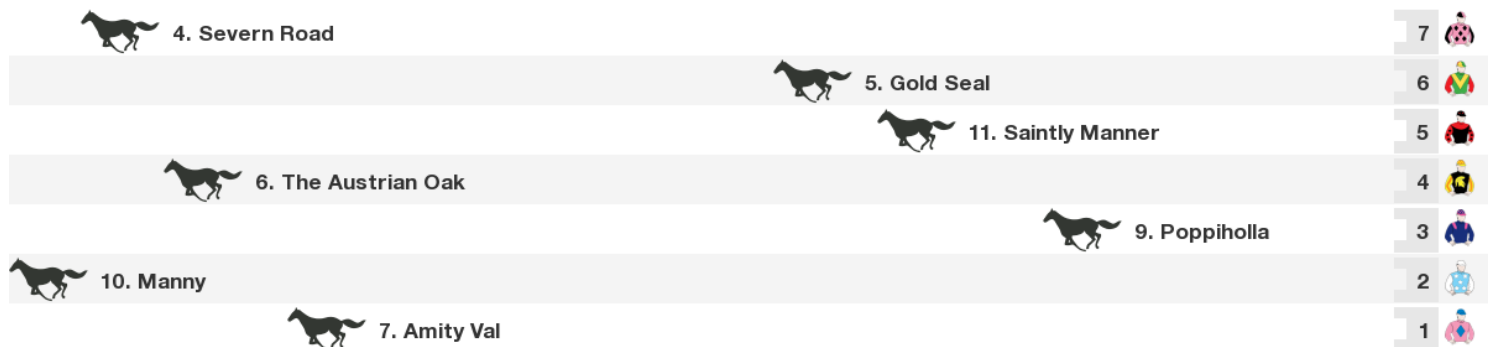 4. Severn Road 7
5. Gold Seal 6
11. Saintly Manner 5
6. The Austrian Oak 4
9. Poppiholla 3
10. Manny 2
7. Amity Val 1